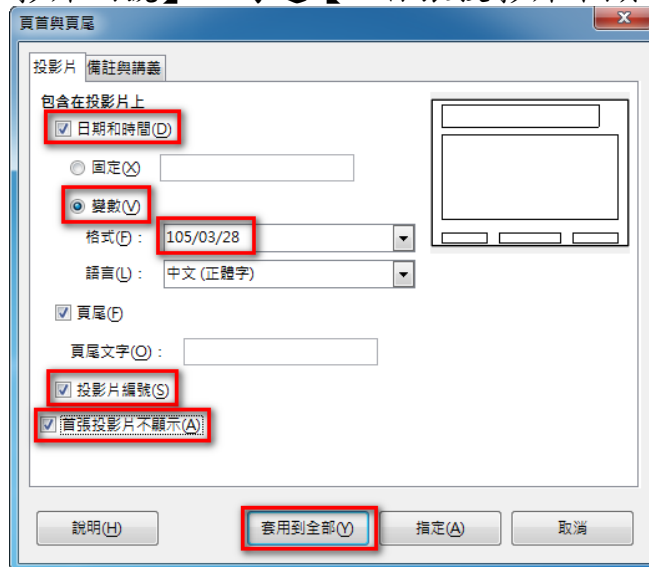 頁首與頁尾
投影片 備註與講義
包含在投影片上
日期和時間(D)
固定(X)
變數(V)
格式(F)： 105/03/28
語言(L)： 中文 (正體字)
頁尾(F)
頁尾文字(O)：
投影片編號(S)
首張投影片不顯示(A)
說明(H) 套用到全部(Y) 指定(A) 取消